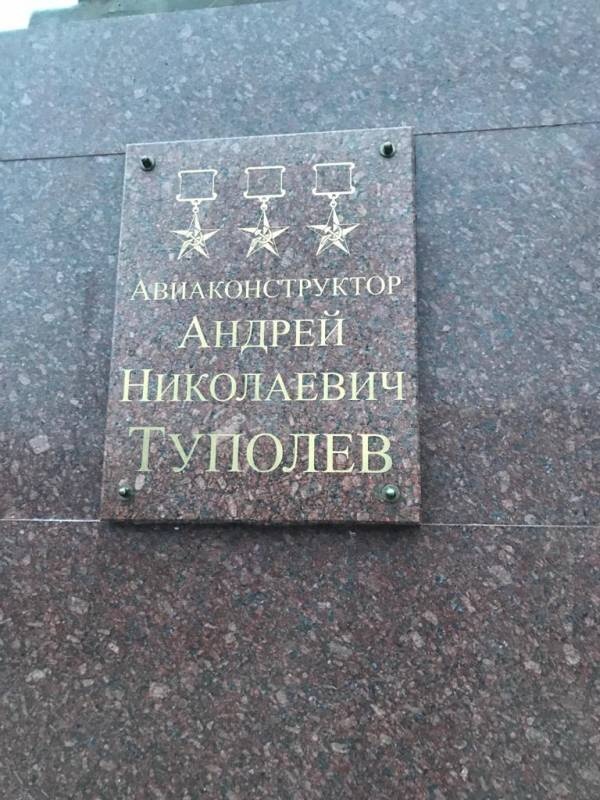 Авиаконструктор
Андрей
Николаевич
Туполев